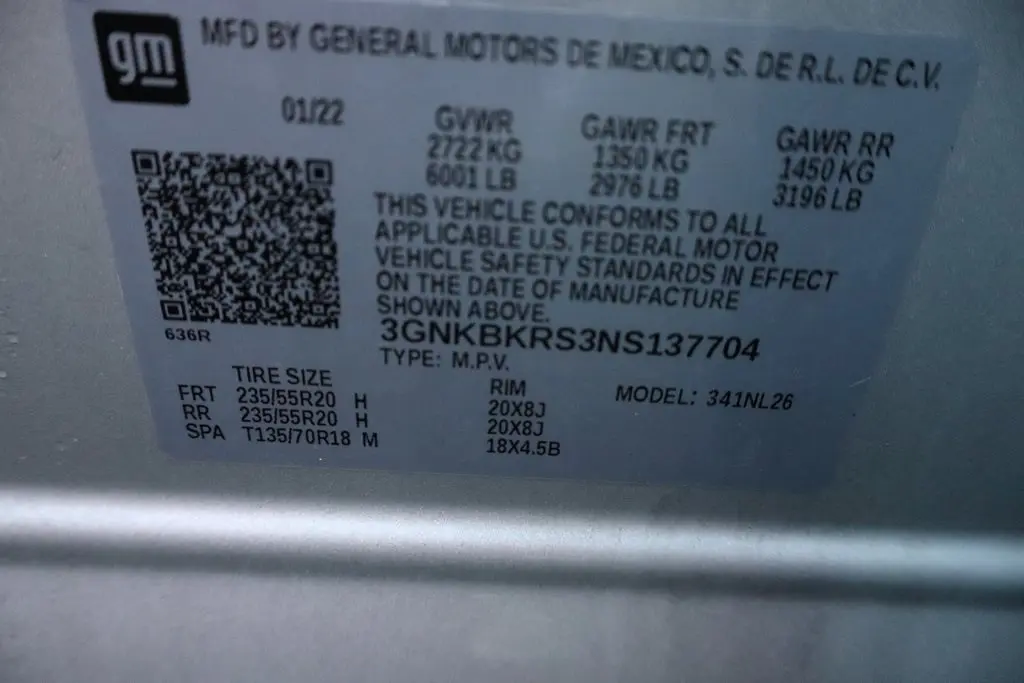 gm MFD BY GENERAL MOTORS DE MEXICO, S. DE R.L. DE C.V.
01/22 GVWR GAWR FRT GAWR RR
2722 KG 1350 KG 1450 KG
6001 LB 2976 LB 3196 LB
THIS VEHICLE CONFORMS TO ALL
APPLICABLE U.S. FEDERAL MOTOR
VEHICLE SAFETY STANDARDS IN EFFECT
ON THE DATE OF MANUFACTURE
SHOWN ABOVE.
636R
3GNKBKRS3NS137704
TYPE: M.P.V.
TIRE SIZE RIM MODEL: 341NL26
FRT 235/55R20 H 20X8J
RR 235/55R20 H 20X8J
SPA T135/70R18 M 18X4.5B